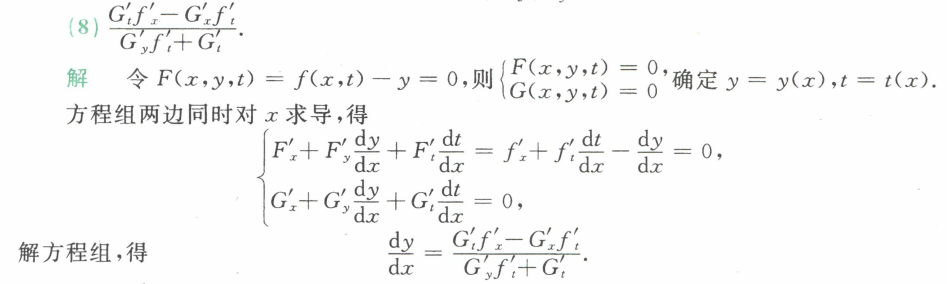 (8) \frac{G'_t f'_x - G'_x f'_t}{G'_y f'_t + G'_t}.
解 令 F(x,y,t) = f(x,t) - y = 0,则 \begin{cases} F(x,y,t) = 0, \\ G(x,y,t) = 0 \end{cases} 确定 y = y(x),t = t(x).
方程组两边同时对 x 求导,得
\begin{cases} F'_x + F'_y \frac{dy}{dx} + F'_t \frac{dt}{dx} = f'_x + f'_t \frac{dt}{dx} - \frac{dy}{dx} = 0, \\ G'_x + G'_y \frac{dy}{dx} + G'_t \frac{dt}{dx} = 0, \end{cases}
解方程组,得 \frac{dy}{dx} = \frac{G'_t f'_x - G'_x f'_t}{G'_y f'_t + G'_t}.